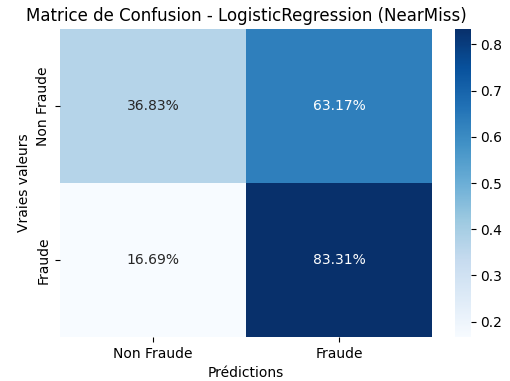 Matrice de Confusion - LogisticRegression (NearMiss)
Vraies valeurs
Non Fraude
36.83%
63.17%
Fraude
16.69%
83.31%
Non Fraude
Fraude
Prédictions
0.8
0.7
0.6
0.5
0.4
0.3
0.2